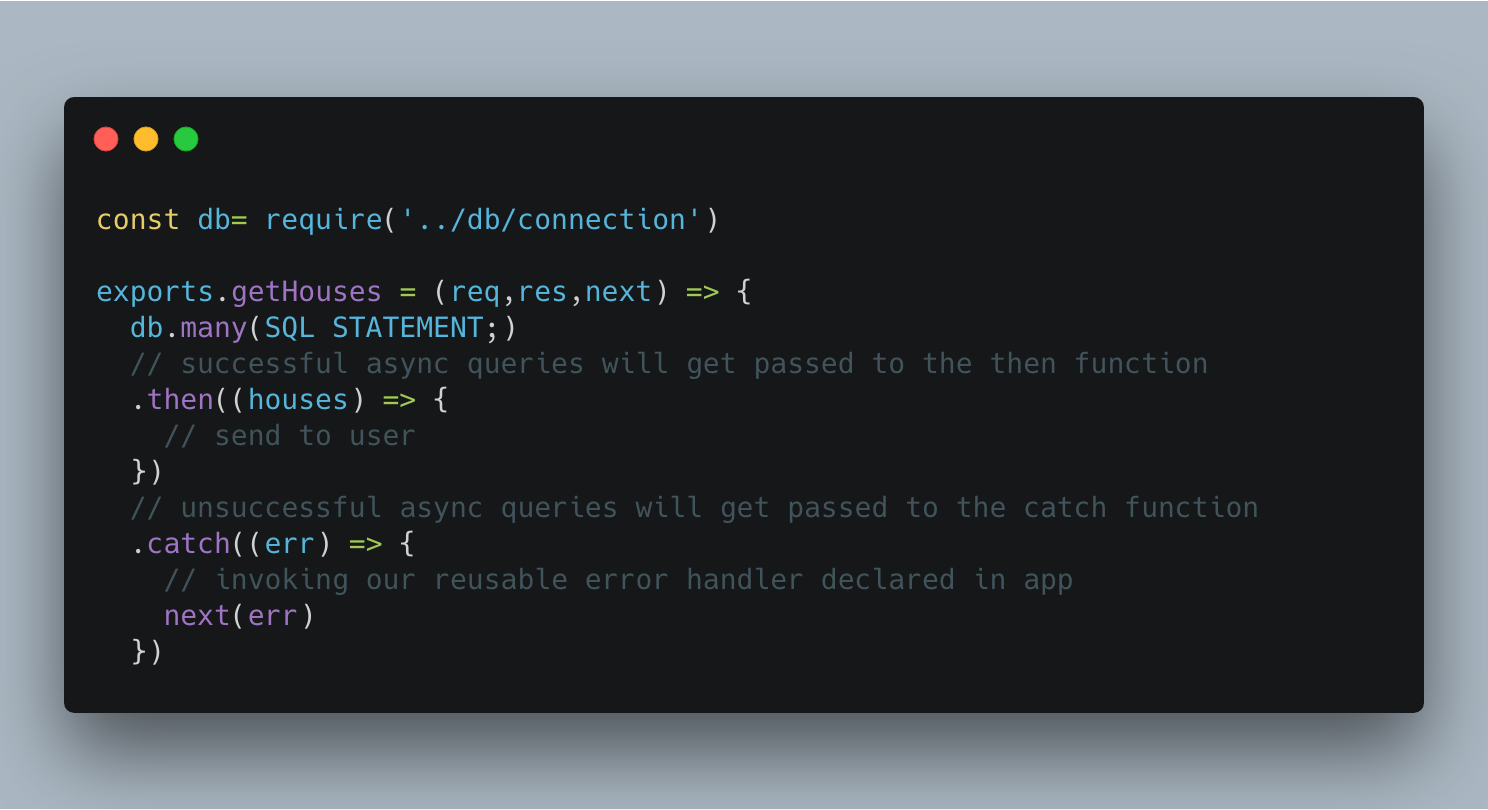 const db= require('../db/connection')

exports.getHouses = (req,res,next) => {
  db.many(SQL STATEMENT;)
  // successful async queries will get passed to the then function
  .then((houses) => {
    // send to user
  })
  // unsuccessful async queries will get passed to the catch function
  .catch((err) => {
    // invoking our reusable error handler declared in app
    next(err)
  })